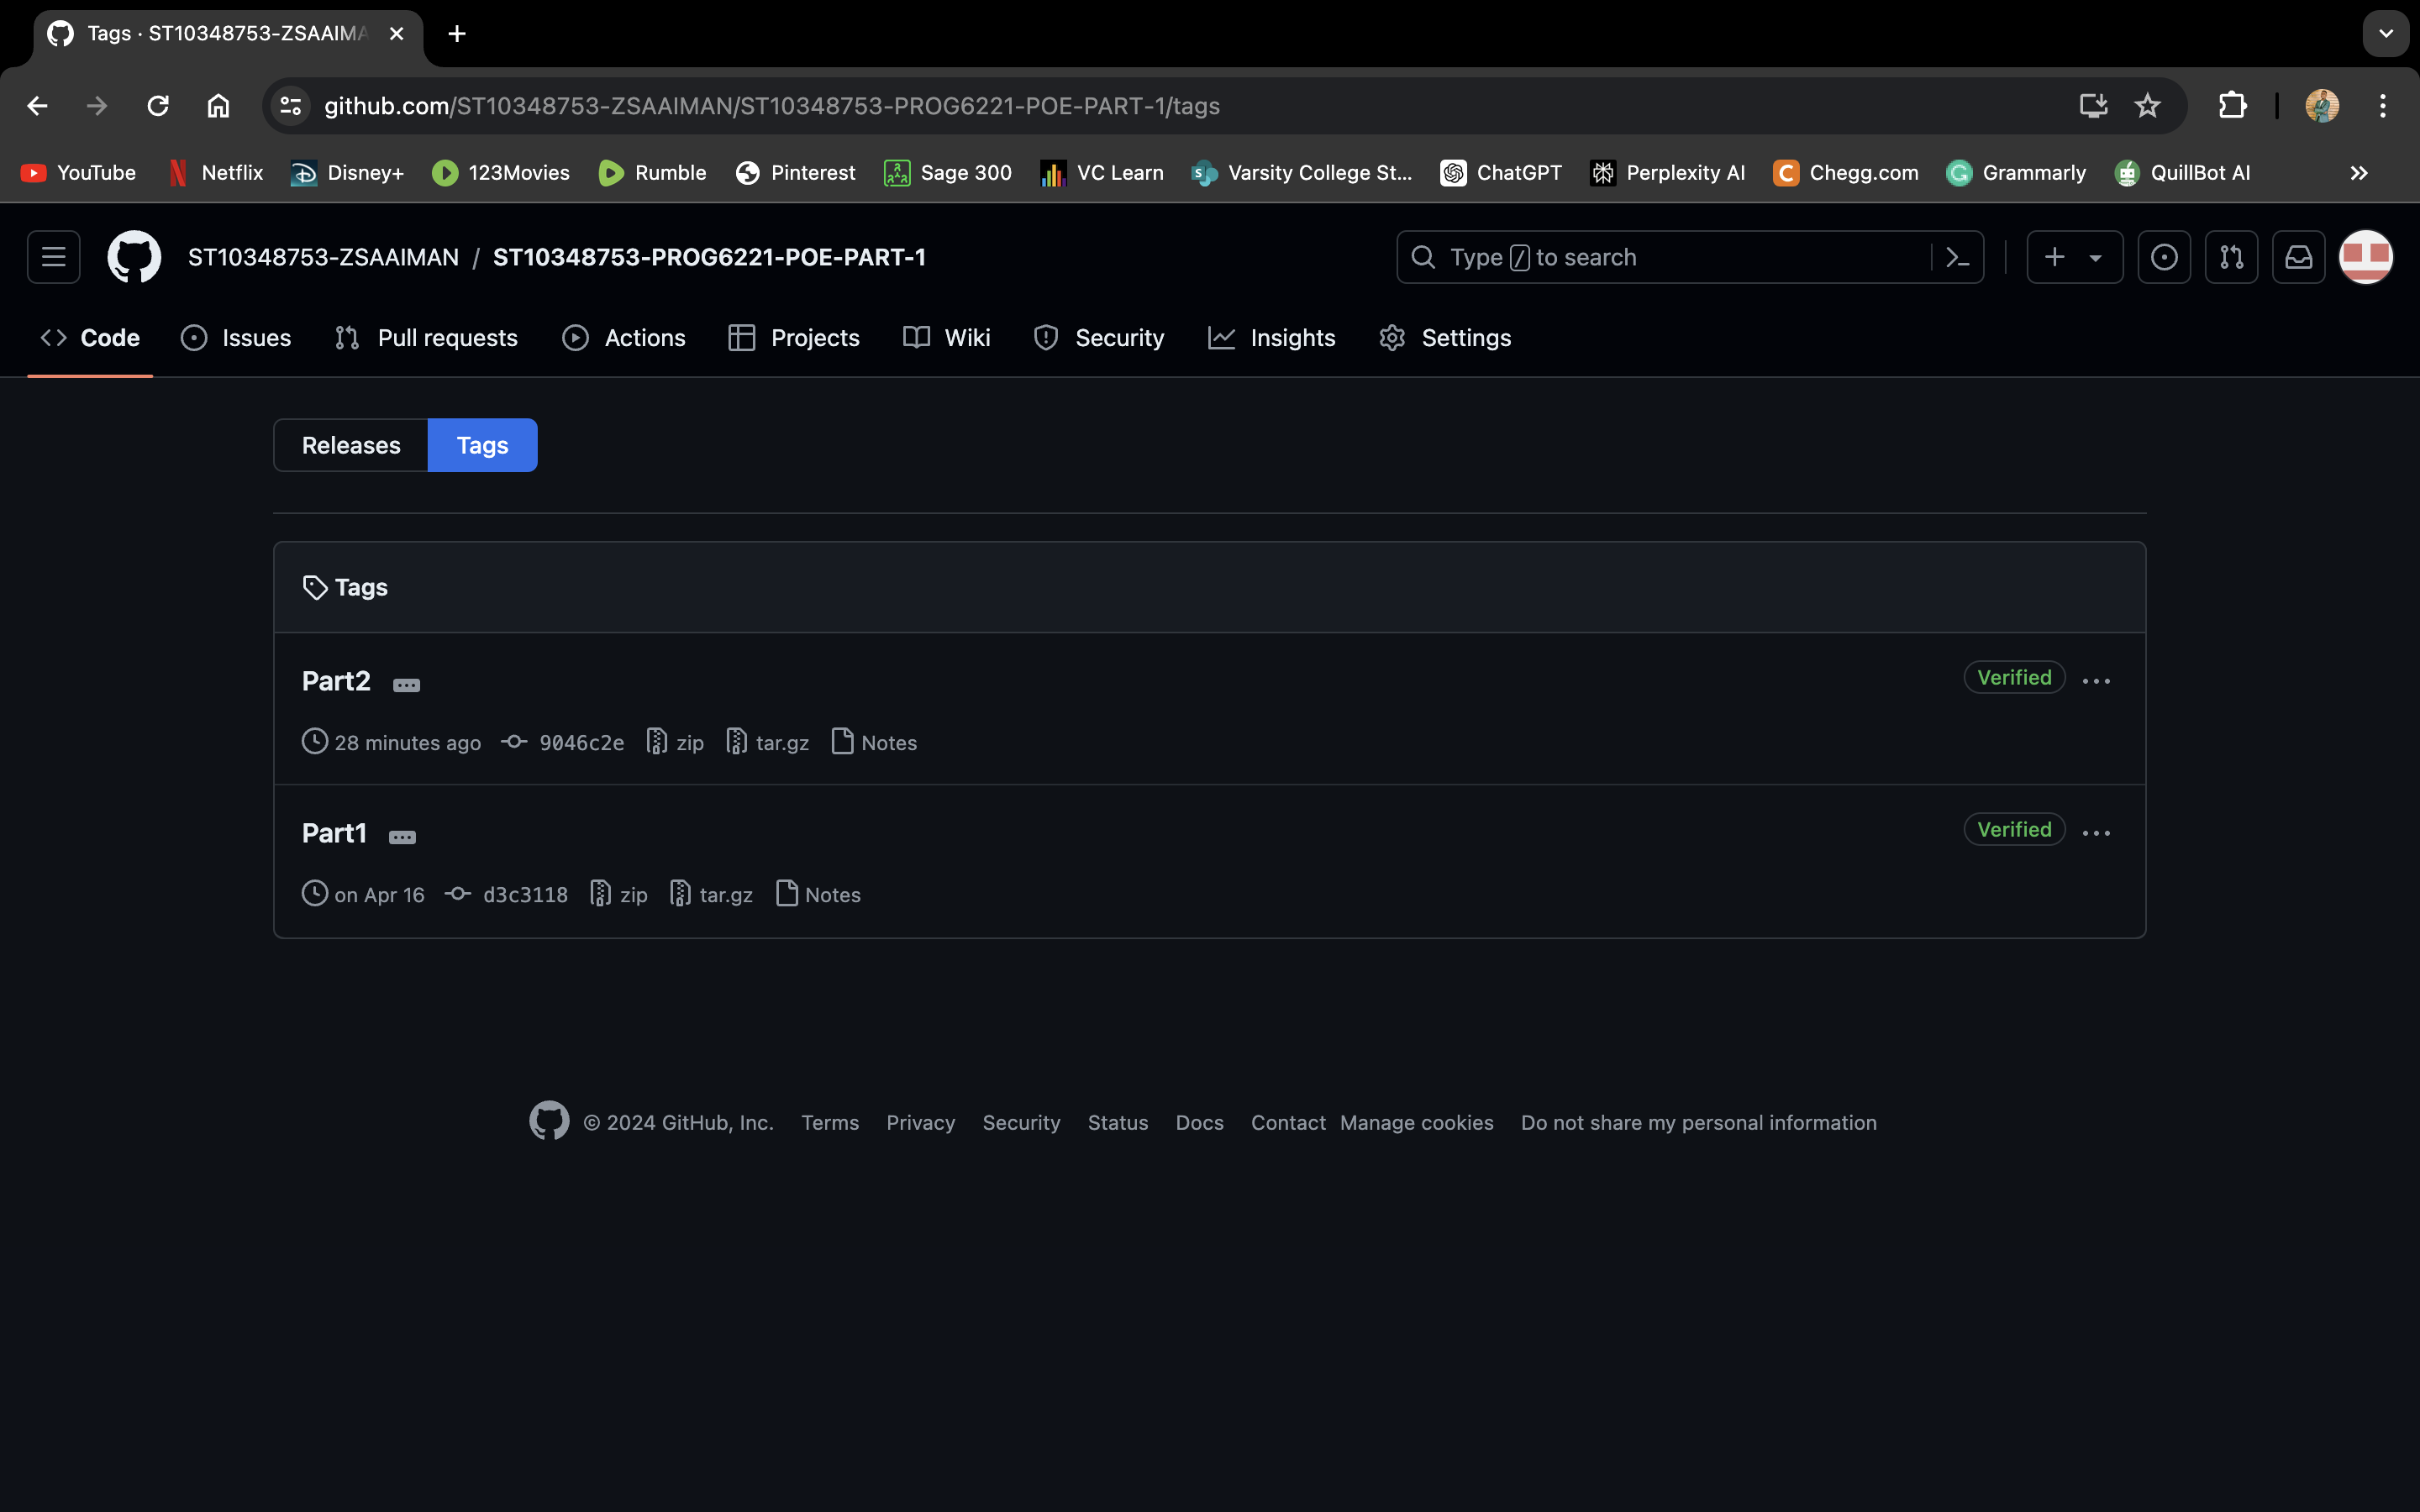 Tags · ST10348753-ZSAAIMA
github.com/ST10348753-ZSAAIMAN/ST10348753-PROG6221-POE-PART-1/tags
YouTube Netflix Disney+ 123Movies Rumble Pinterest Sage 300 VC Learn Varsity College St... ChatGPT Perplexity AI Chegg.com Grammarly QuillBot AI
ST10348753-ZSAAIMAN / ST10348753-PROG6221-POE-PART-1 Type / to search
Code Issues Pull requests Actions Projects Wiki Security Insights Settings
Releases Tags
Tags
Part2 Verified
28 minutes ago 9046c2e zip tar.gz Notes
Part1 Verified
on Apr 16 d3c3118 zip tar.gz Notes
© 2024 GitHub, Inc. Terms Privacy Security Status Docs Contact Manage cookies Do not share my personal information